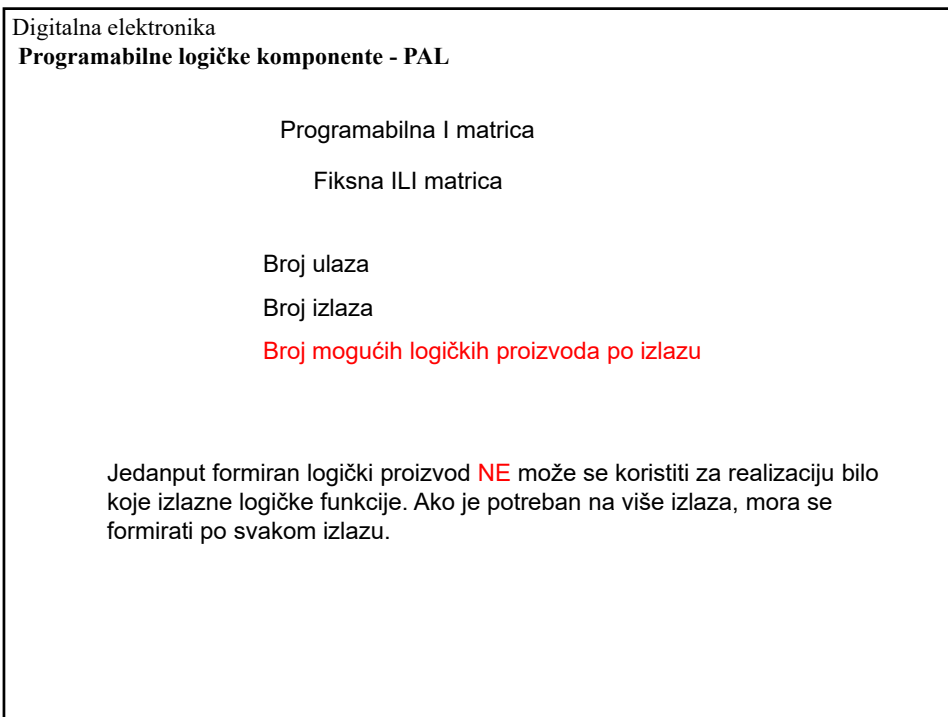 Digitalna elektronika
Programabilne logičke komponente - PAL
Programabilna I matrica
Fiksna ILI matrica
Broj ulaza
Broj izlaza
Broj mogućih logičkih proizvoda po izlazu
Jedanput formiran logički proizvod NE može se koristiti za realizaciju bilo
koje izlazne logičke funkcije. Ako je potreban na više izlaza, mora se
formirati po svakom izlazu.